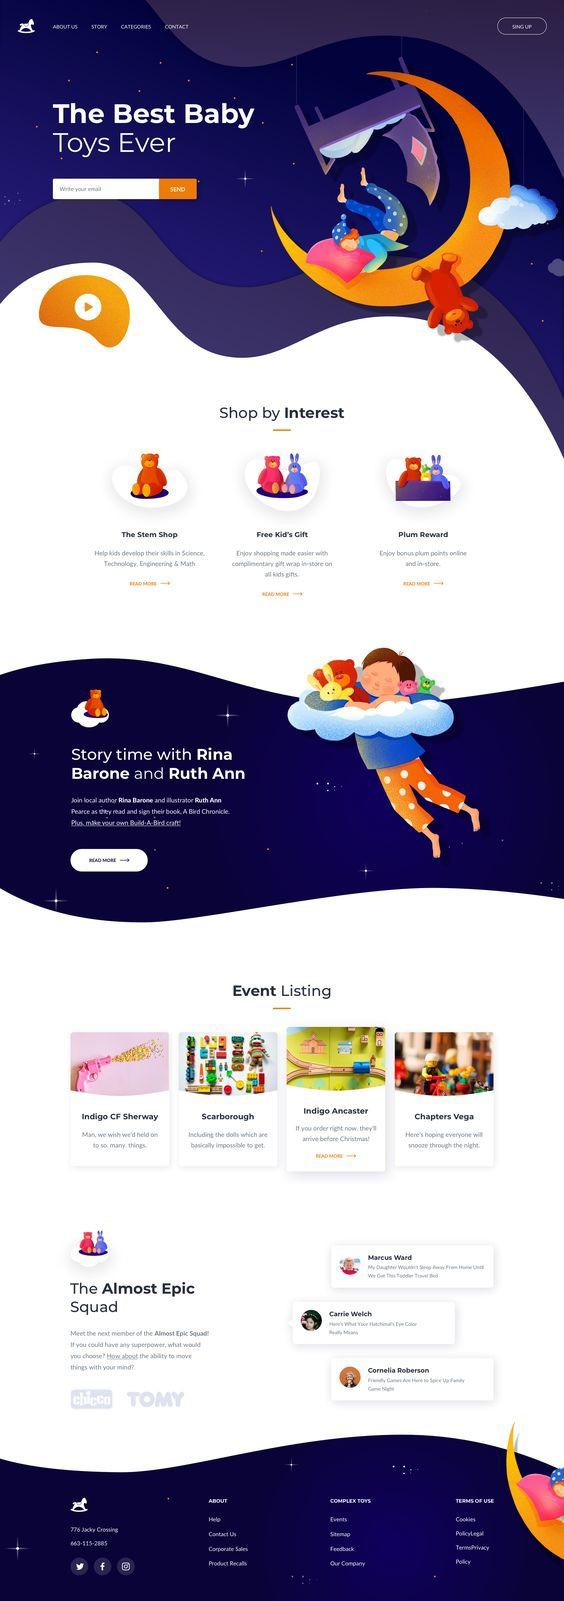 ABOUT US STORY CATEGORIES CONTACT
SING UP
The Best Baby
Toys Ever
Write your email
SEND
Shop by Interest
The Stem Shop
Help kids develop their skills in Science,
Technology, Engineering & Math
READ MORE
Free Kid's Gift
Enjoy shopping made easier with
complimentary gift wrap in-store on
all kids gifts.
READ MORE
Plum Reward
Enjoy bonus plum points online
and in-store.
READ MORE
Story time with Rina
Barone and Ruth Ann
Join local author Rina Barone and illustrator Ruth Ann
Pearce as they read and sign their book, A Bird Chronicle.
Plus, make your own Build-A-Bird craft!
READ MORE
Event Listing
Indigo CF Sherway
Man, we wish we'd held on
to so. many. things.
Scarborough
Including the dolls which are
basically impossible to get.
Indigo Ancaster
If you order right now, they'll
arrive before Christmas!
READ MORE
Chapters Vega
Here's hoping everyone will
snooze through the night.
The Almost Epic
Squad
Meet the next member of the Almost Epic Squad!
If you could have any superpower, what would
you choose? How about the ability to move
things with your mind?
chicco TOMY
Marcus Ward
My Daughter Wouldn't Sleep Away From Home Until
We Got This Toddler Travel Bed
Carrie Welch
Here's What Your Hatchimal's Eye Color
Really Means
Cornelia Roberson
Friendly Games Are Here to Spice Up Family
Game Night
776 Jacky Crossing
663-115-2885
ABOUT
Help
Contact Us
Corporate Sales
Product Recalls
COMPLEX TOYS
Events
Sitemap
Feedback
Our Company
TERMS OF USE
Cookies
PolicyLegal
TermsPrivacy
Policy